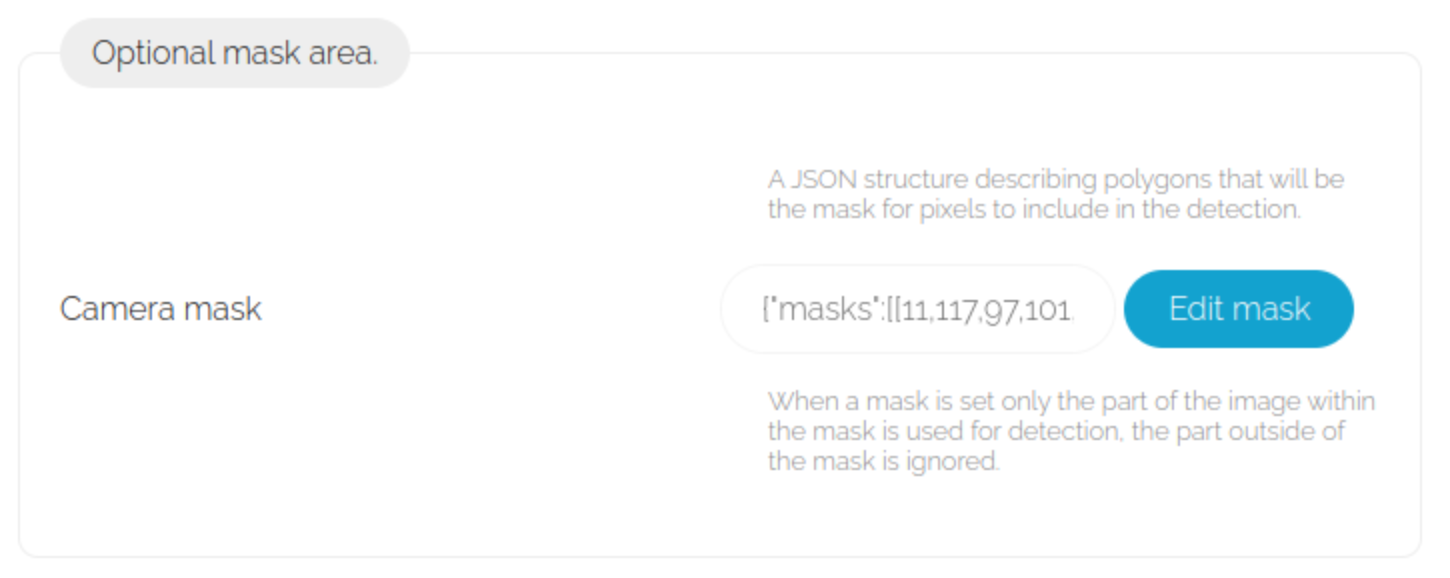 Optional mask area.
A JSON structure describing polygons that will be
the mask for pixels to include in the detection.
Camera mask
{"masks":[[11,117,97,101,
Edit mask
When a mask is set only the part of the image within
the mask is used for detection, the part outside of
the mask is ignored.